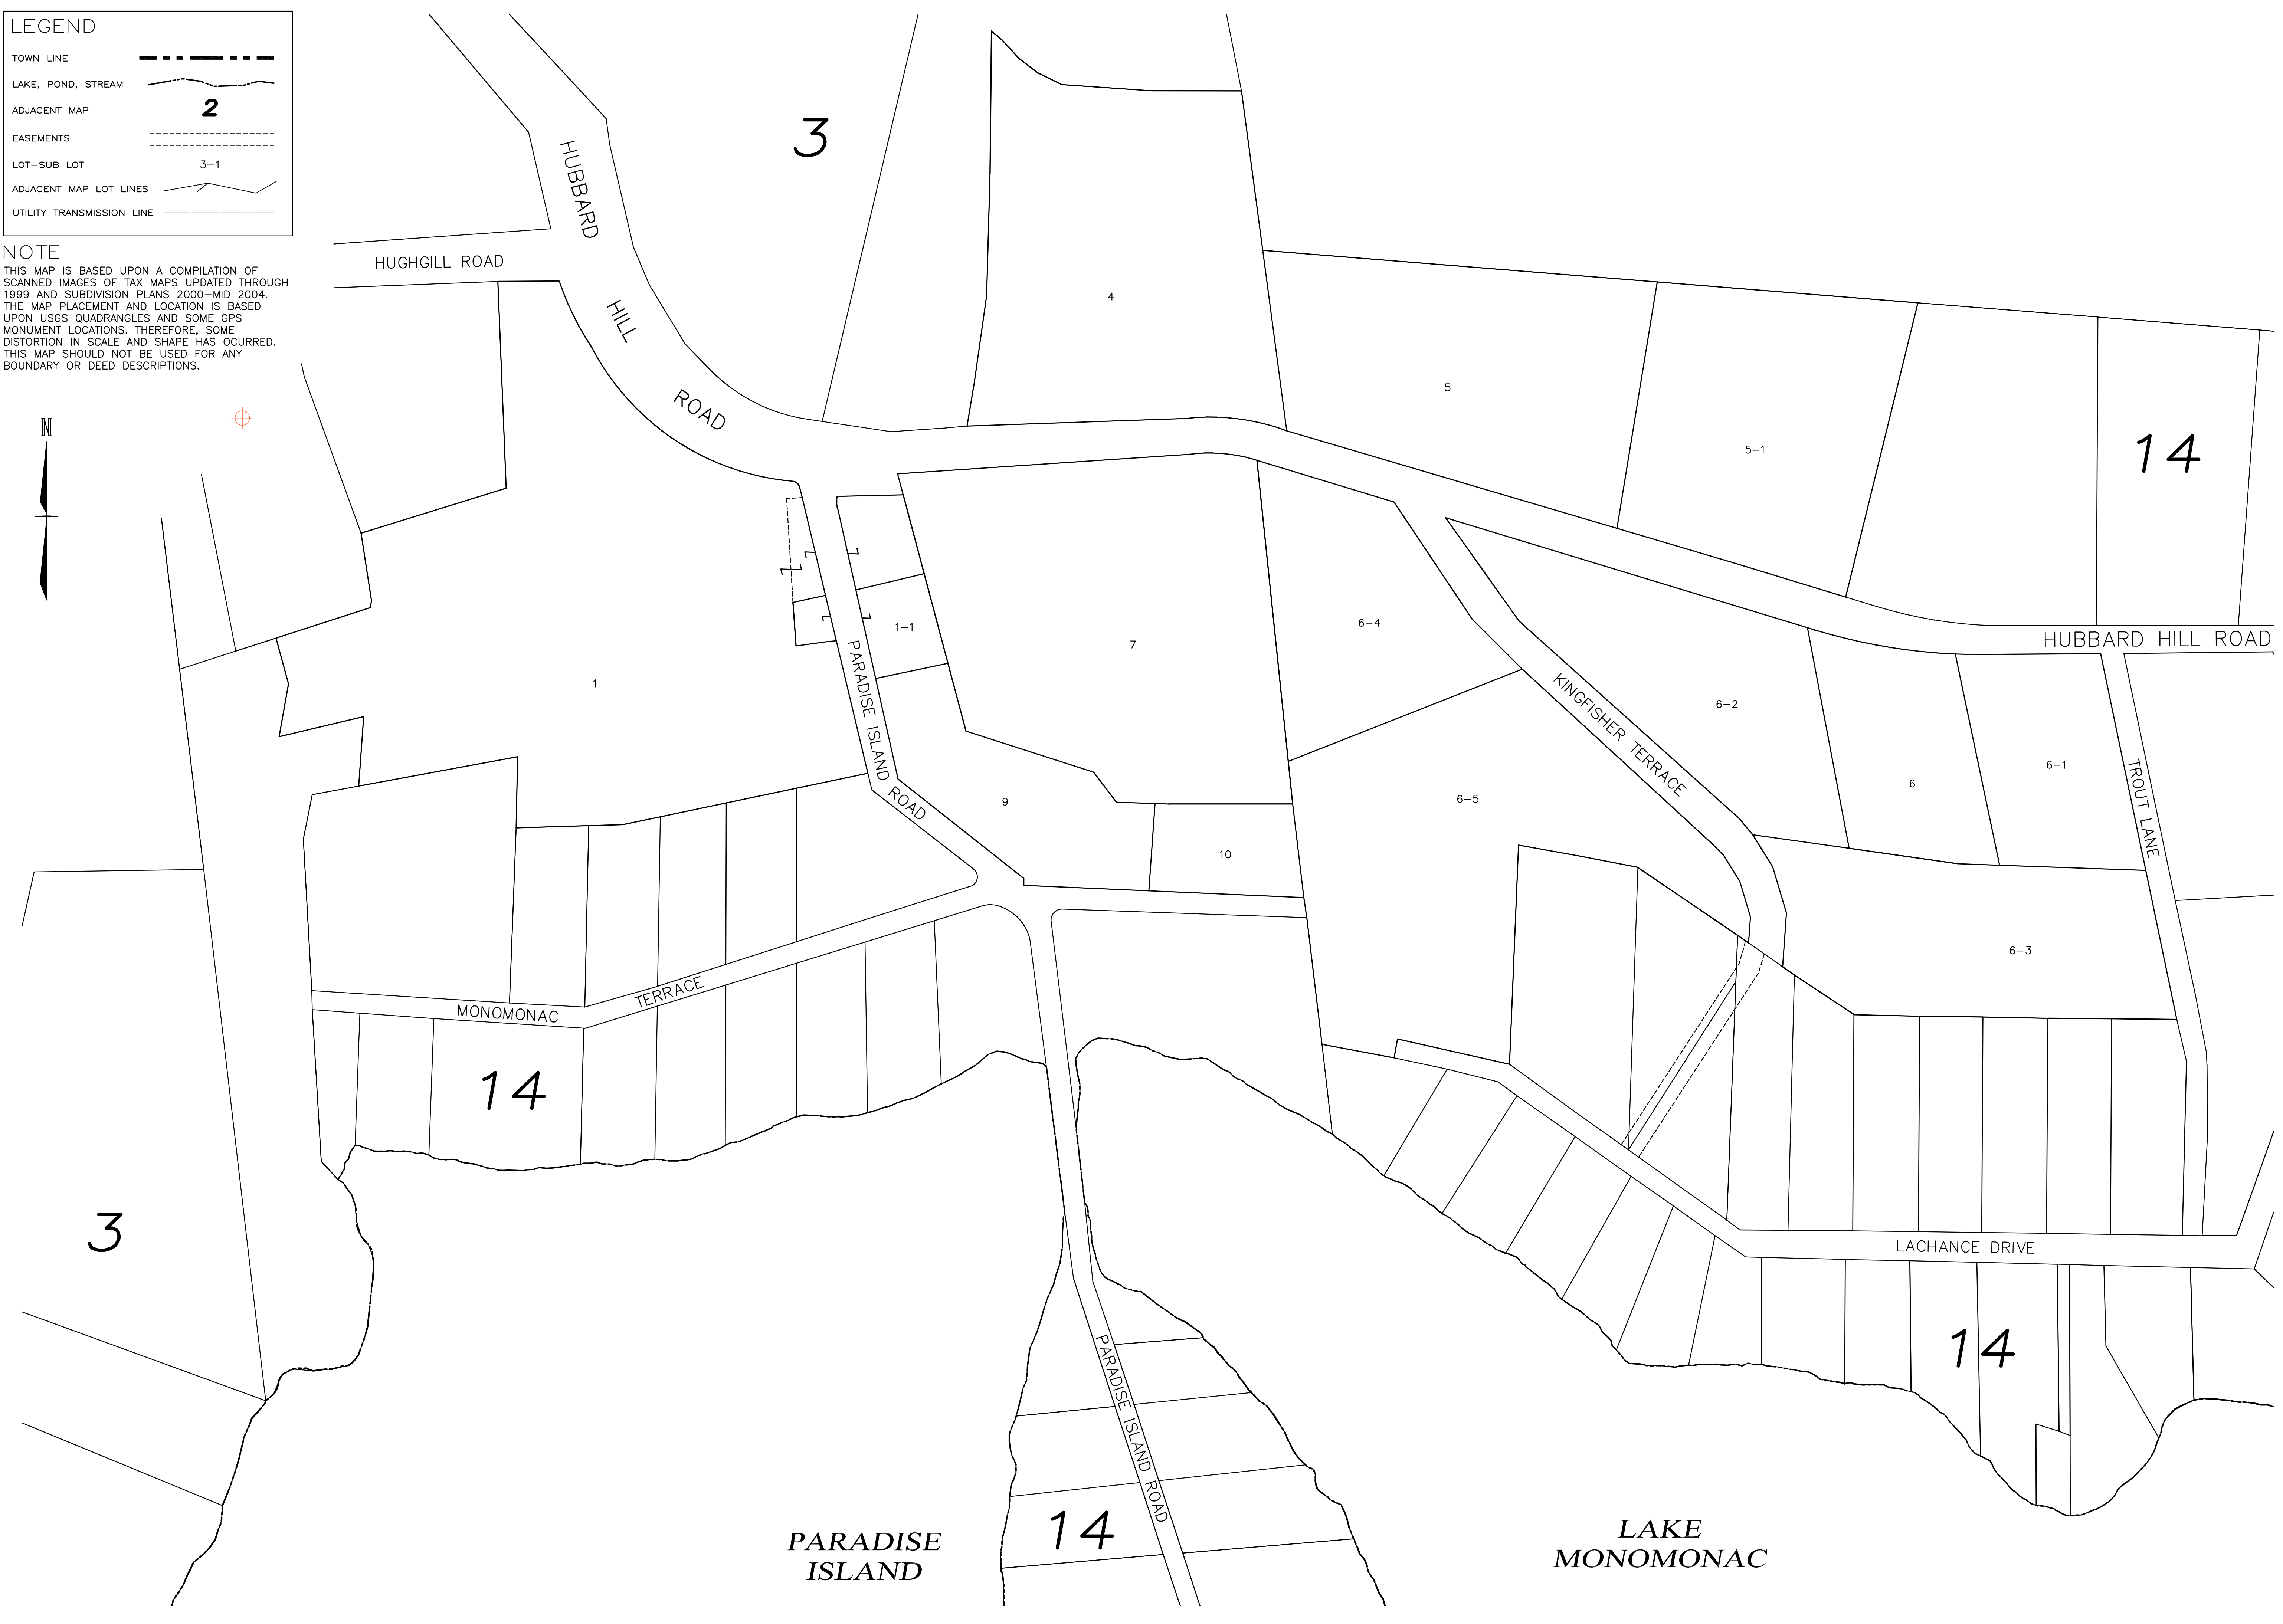 LEGEND
TOWN LINE
LAKE, POND, STREAM
ADJACENT MAP 2
EASEMENTS
LOT-SUB LOT 3-1
ADJACENT MAP LOT LINES
UTILITY TRANSMISSION LINE
NOTE
THIS MAP IS BASED UPON A COMPILATION OF
SCANNED IMAGES OF TAX MAPS UPDATED THROUGH
1999 AND SUBDIVISION PLANS 2000-MID 2004.
THE MAP PLACEMENT AND LOCATION IS BASED
UPON USGS QUADRANGLES AND SOME GPS
MONUMENT LOCATIONS. THEREFORE, SOME
DISTORTION IN SCALE AND SHAPE HAS OCURRED.
THIS MAP SHOULD NOT BE USED FOR ANY
BOUNDARY OR DEED DESCRIPTIONS.
N
HUBBARD
HILL
ROAD
HUGHGILL ROAD
3
4
5
5-1
14
HUBBARD HILL ROAD
1
1-1
7
6-4
6-2
6
6-1
6-5
9
10
6-3
PARADISE ISLAND
ROAD
KINGFISHER TERRACE
TROUT LANE
MONOMONAC
TERRACE
14
3
LACHANCE DRIVE
14
PARADISE ISLAND ROAD
14
PARADISE
ISLAND
LAKE
MONOMONAC